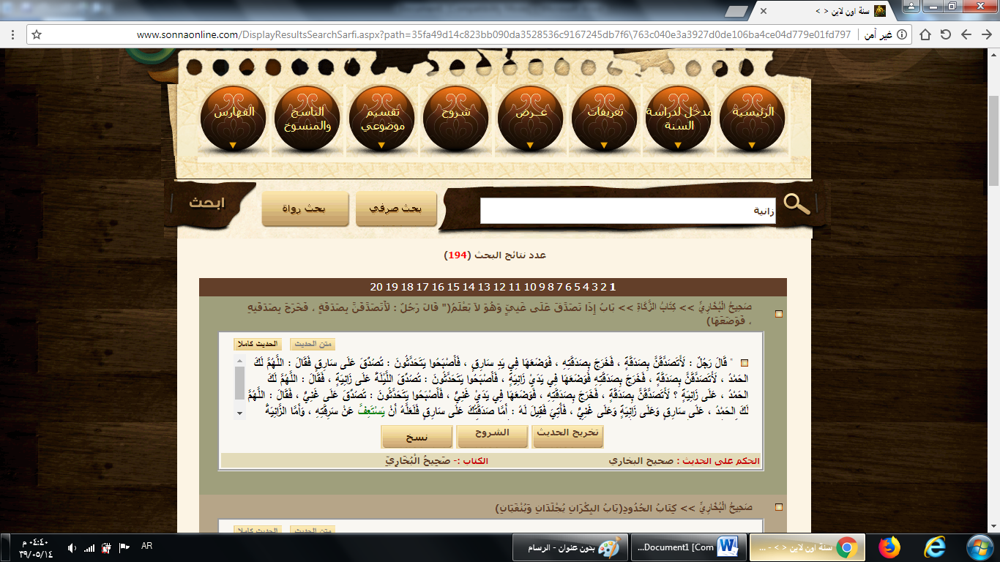 سنة اون لاين < >
www.sonnaonline.com/DisplayResultsSearchSarfi.aspx?path=35fa49d14c823bb090da3528536c9167245db7f6\763c040e3a3927d0de106ba4ce04d779e01fd797
غير آمن
الرئيسية
مدخل لدراسة السنة
تعريفات
عـــرض
شروح
تقسيم موضوعي
الناسخ والمنسوخ
الفهارس
زانية
بحث صرفي
بحث رواة
ابحث
عدد نتائج البحث (194)
1 2 3 4 5 6 7 8 9 10 11 12 13 14 15 16 17 18 19 20
صَحِيحُ الْبُخَارِيِّ >> كِتَابُ الزَّكَاةِ >> بَابُ إِذَا تَصَدَّقَ عَلَى غَنِيٍّ وَهُوَ لاَ يَعْلَمُ(" قَالَ رَجُلٌ : لَأَتَصَدَّقَنَّ بِصَدَقَةٍ ، فَخَرَجَ بِصَدَقَتِهِ
، فَوَضَعَهَا)
متن الحديث
الحديث كاملا
" قَالَ رَجُلٌ : لَأَتَصَدَّقَنَّ بِصَدَقَةٍ ، فَخَرَجَ بِصَدَقَتِهِ ، فَوَضَعَهَا فِي يَدِ سَارِقٍ ، فَأَصْبَحُوا يَتَحَدَّثُونَ : تُصُدِّقَ عَلَى سَارِقٍ فَقَالَ : اللَّهُمَّ لَكَ
الحَمْدُ ، لَأَتَصَدَّقَنَّ بِصَدَقَةٍ ، فَخَرَجَ بِصَدَقَتِهِ فَوَضَعَهَا فِي يَدَيْ زَانِيَةٍ ، فَأَصْبَحُوا يَتَحَدَّثُونَ : تُصُدِّقَ اللَّيْلَةَ عَلَى زَانِيَةٍ ، فَقَالَ : اللَّهُمَّ لَكَ
الحَمْدُ ، عَلَى زَانِيَةٍ ؟ لَأَتَصَدَّقَنَّ بِصَدَقَةٍ ، فَخَرَجَ بِصَدَقَتِهِ ، فَوَضَعَهَا فِي يَدَيْ غَنِيٍّ ، فَأَصْبَحُوا يَتَحَدَّثُونَ : تُصُدِّقَ عَلَى غَنِيٍّ ، فَقَالَ : اللَّهُمَّ
لَكَ الحَمْدُ ، عَلَى سَارِقٍ وَعَلَى زَانِيَةٍ وَعَلَى غَنِيٍّ ، فَأُتِيَ فَقِيلَ لَهُ : أَمَّا صَدَقَتُكَ عَلَى سَارِقٍ فَلَعَلَّهُ أَنْ يَسْتَعِفَّ عَنْ سَرِقَتِهِ ، وَأَمَّا الزَّانِيَةُ
تخريج الحديث
الشروح
نسخ
الحكم على الحديث : صحيح البخاري
الكتاب :- صَحِيحُ الْبُخَارِيِّ
صَحِيحُ الْبُخَارِيِّ >> كِتَابُ الحُدُودِ(بَابُ البِكْرَانِ يُجْلَدَانِ وَيُنْفَيَانِ)
متن الحديث
الحديث كاملا
سنة اون لاين < > - ...
Document1 [Com...
بدون عنوان - الرسام
AR
٠٤:٤٠ م
٣٩/٠٥/١٤